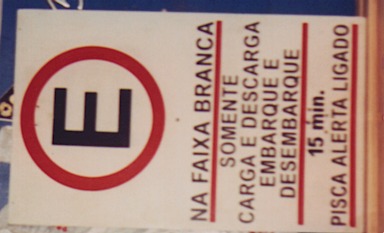 E
NA FAIXA BRANCA
SOMENTE
CARGA E DESCARGA
EMBARQUE E
DESEMBARQUE
15 min.
PISCA ALERTA LIGADO